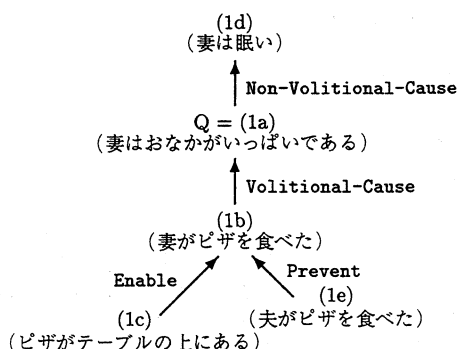 (1d)
(妻は眠い)
Non-Volitional-Cause
Q = (1a)
(妻はおなかがいっぱいである)
Volitional-Cause
(1b)
(妻がピザを食べた)
Enable
Prevent
(1c)
(1e)
(ピザがテーブルの上にある)
(夫がピザを食べた)